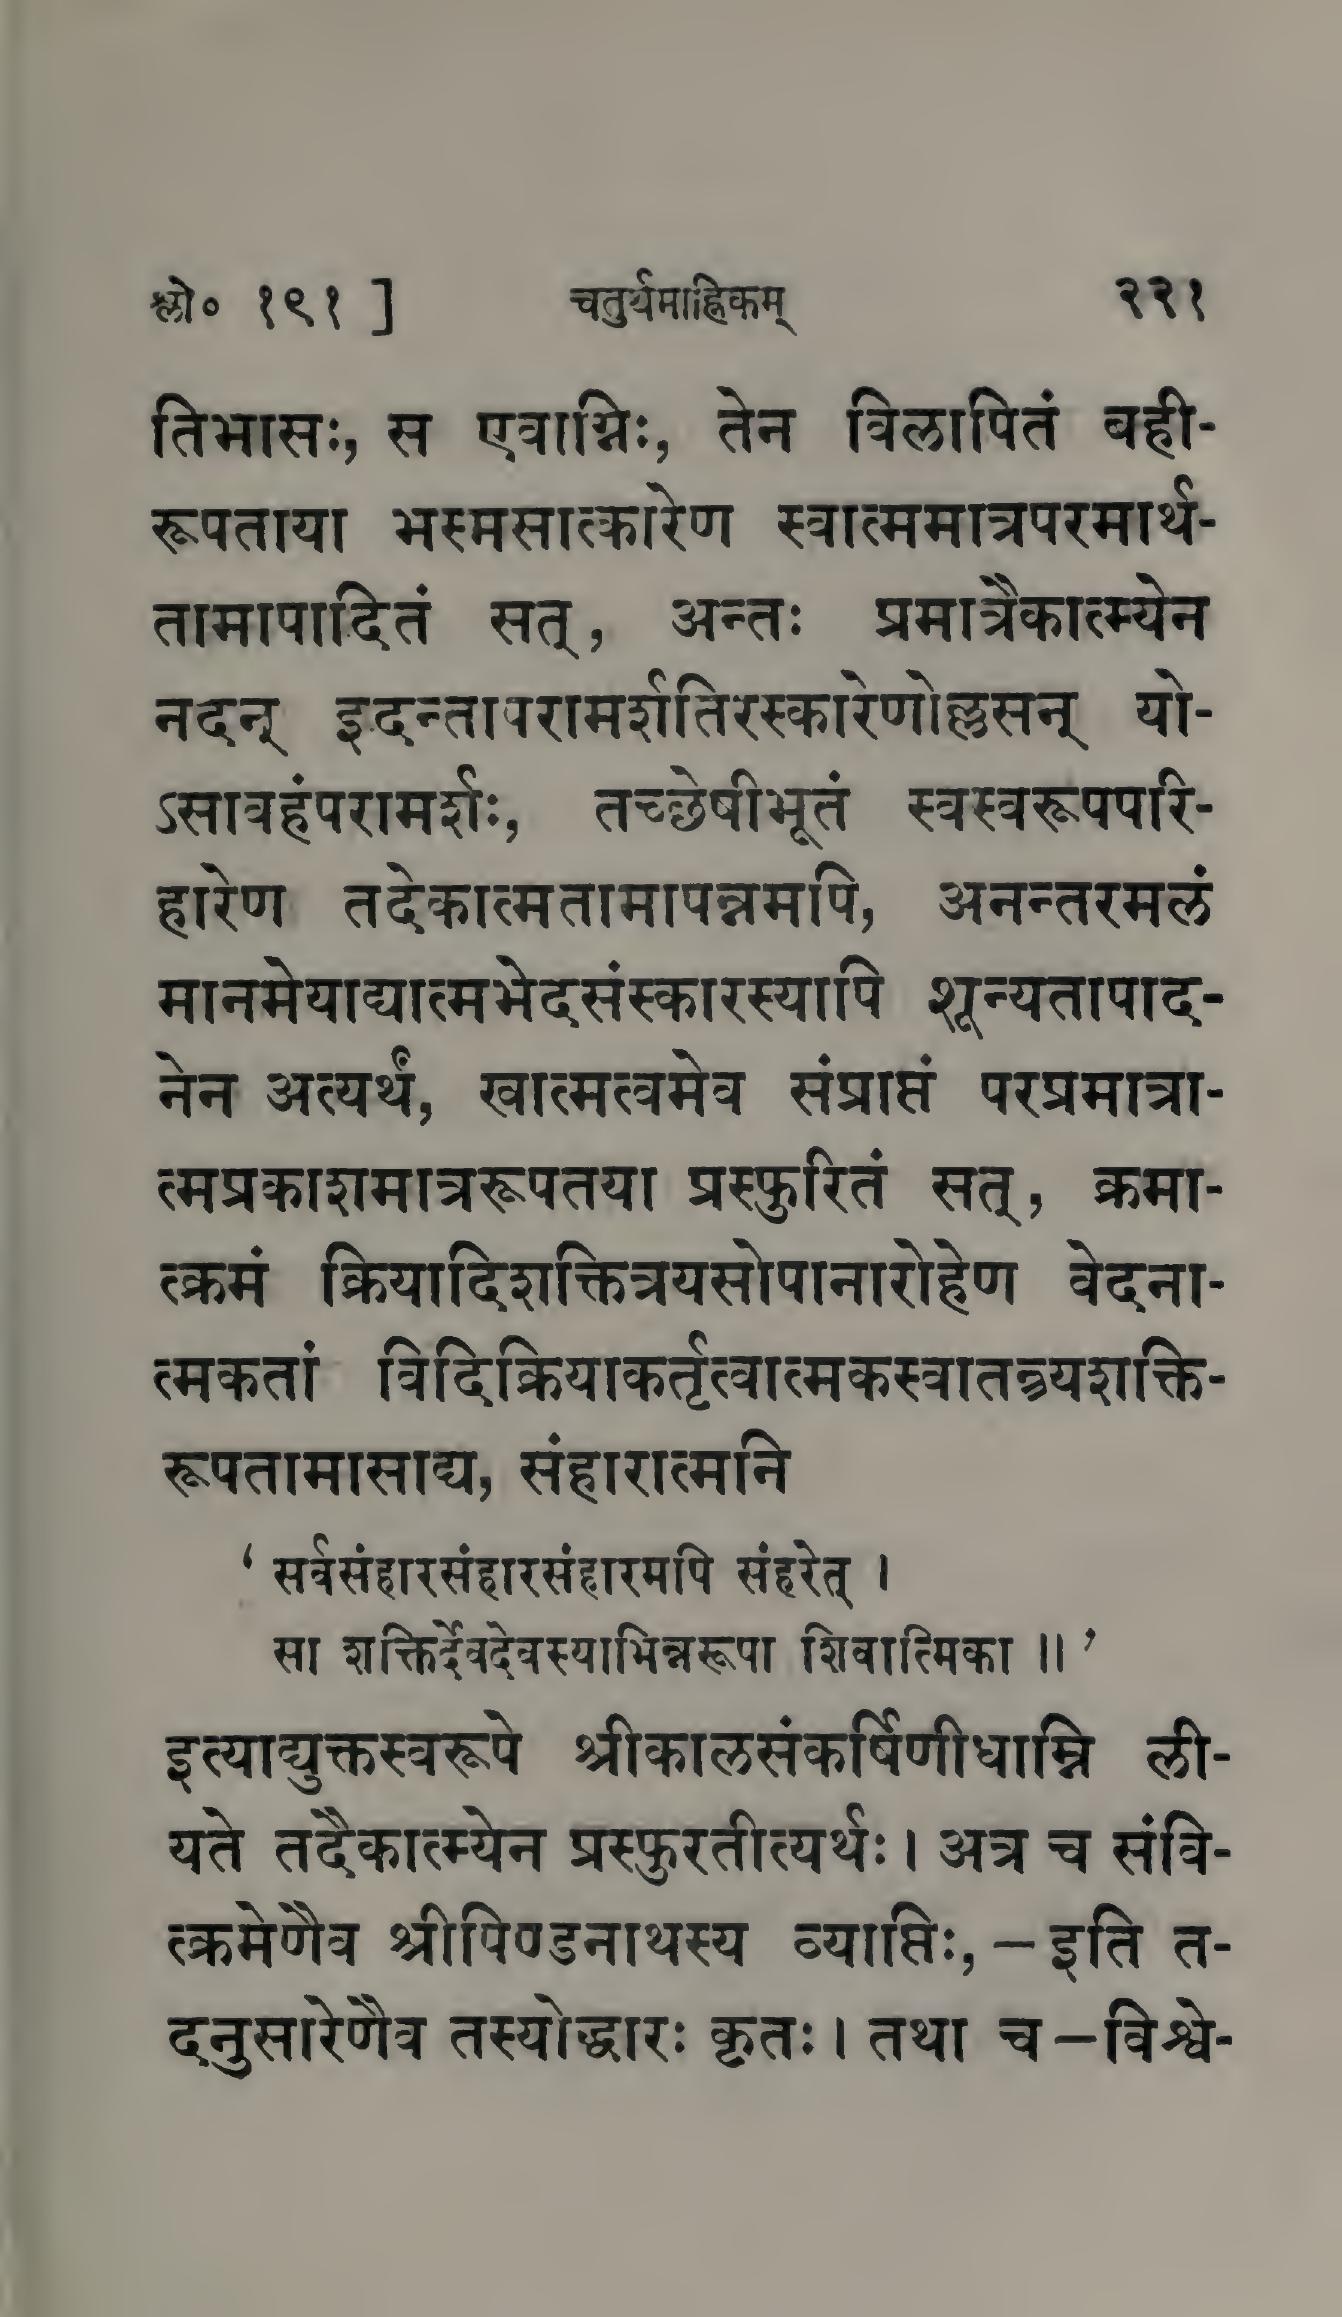 श्लो० १९१ ] चतुर्थमाह्निकम् २२१
तिभासः, स एवाग्निः, तेन विलापितं बही-
रूपताया भस्मसात्कारेण स्वात्ममात्रपरमार्थ-
तामापादितं सत्, अन्तः प्रमात्रैकात्म्येन
नदन् इदन्तापरामर्शतिरस्कारेणोल्लसन् यो-
ऽसावहंपरामर्शः, तच्छेषीभूतं स्वस्वरूपपरि-
हारेण तदेकात्मतामापन्नमपि, अनन्तरमलं
मानमेयाद्यात्मभेदसंस्कारस्यापि शून्यतापाद-
नेन अत्यर्थं, खात्मत्वमेव संप्राप्तं परप्रमात्रा-
त्मप्रकाशमात्ररूपतया प्रस्फुरितं सत्, क्रमा-
त्क्रमं क्रियादिशक्तित्रयसोपानारोहेण वेदना-
त्मकतां विदिक्रियाकर्तृत्वात्मकस्वातन्त्र्यशक्ति-
रूपतामासाद्य, संहारात्मनि
‘ सर्वसंहारसंहारसंहारमपि संहरेत् ।
सा शक्तिर्देवदेवस्याभिन्नरूपा शिवात्मिका ॥ ’
इत्याद्युक्तस्वरूपे श्रीकालसंकर्षिणीधाम्नि ली-
यते तदैकात्म्येन प्रस्फुरतीत्यर्थः । अत्र च संवि-
त्क्रमेणैव श्रीपिण्डनाथस्य व्याप्तिः, — इति त-
दनुसारेणैव तस्योद्धारः कृतः । तथा च — विश्वे-